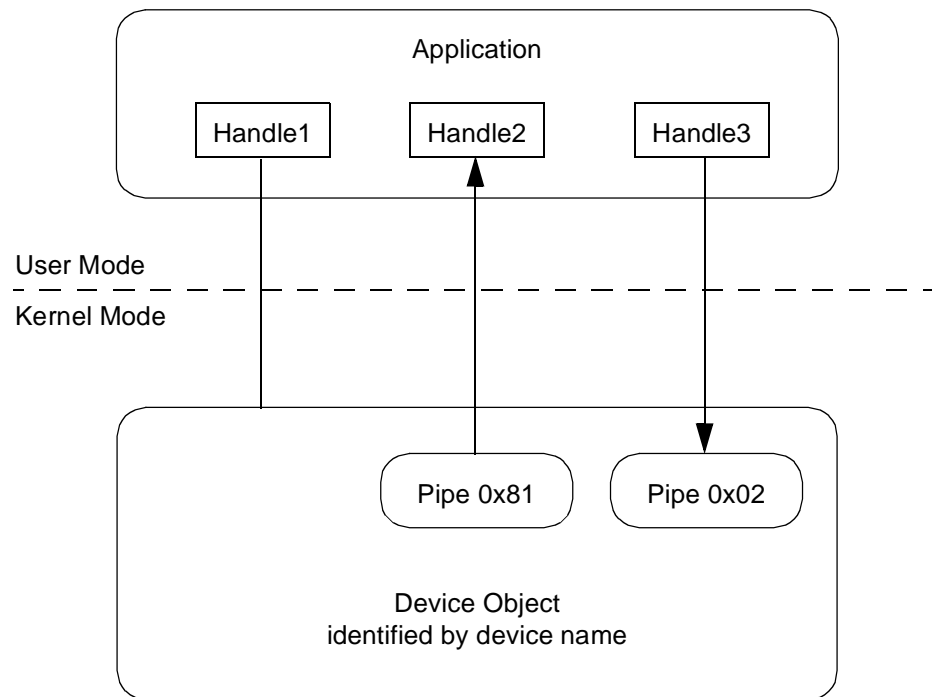 Application
Handle1
Handle2
Handle3
User Mode
Kernel Mode
Pipe 0x81
Pipe 0x02
Device Object
identified by device name